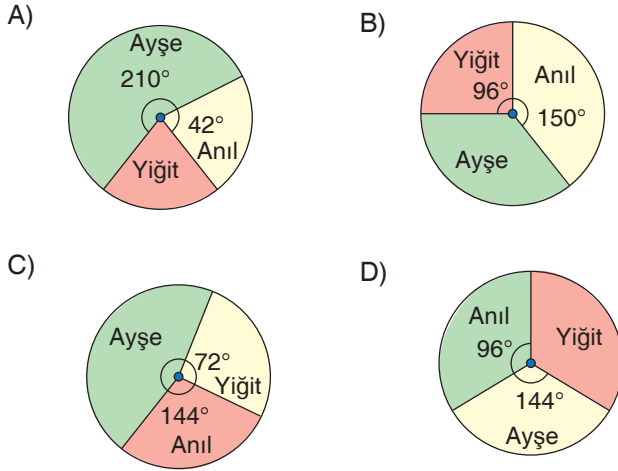 A)
Ayşe
210°
42°
Anıl
Yiğit
B)
Yiğit
96°
Anıl
150°
Ayşe
C)
Ayşe
72°
Yiğit
144°
Anıl
D)
Anıl
96°
Yiğit
144°
Ayşe